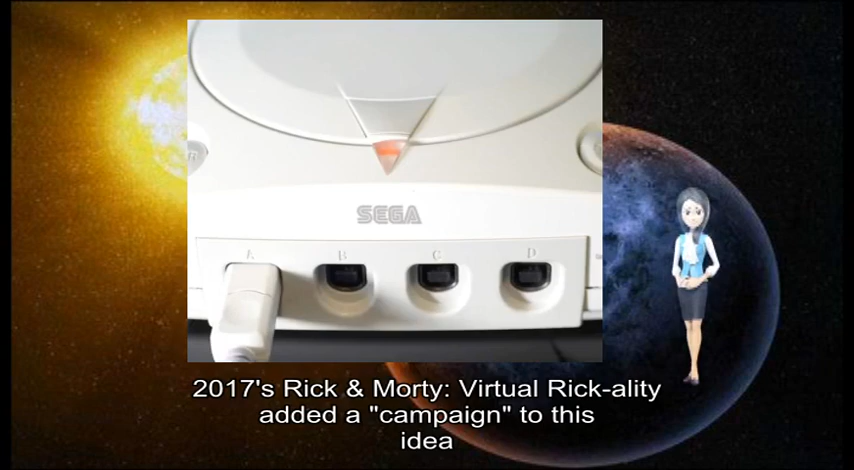 SEGA
A B C D
2017's Rick & Morty: Virtual Rick-ality
added a "campaign" to this
idea